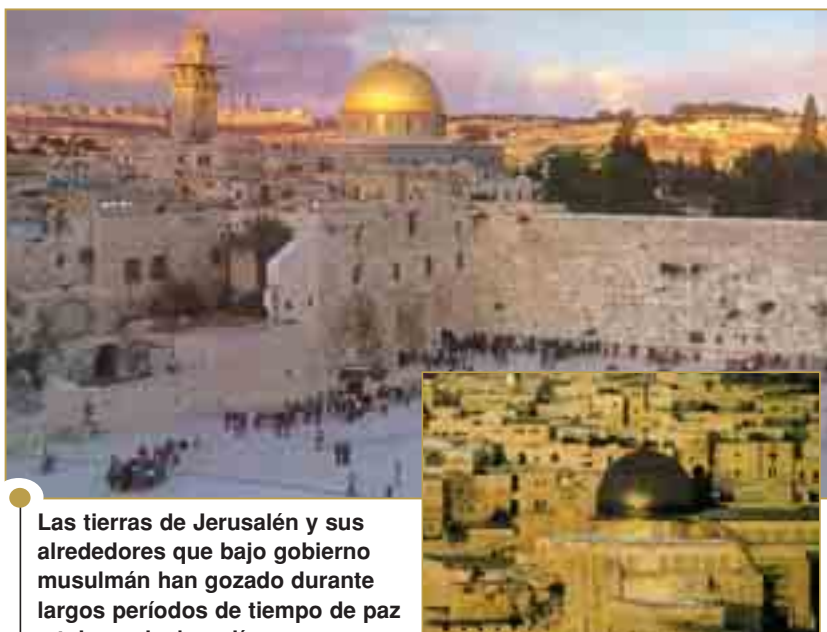 Las tierras de Jerusalén y sus
alrededores que bajo gobierno
musulmán han gozado durante
largos períodos de tiempo de paz